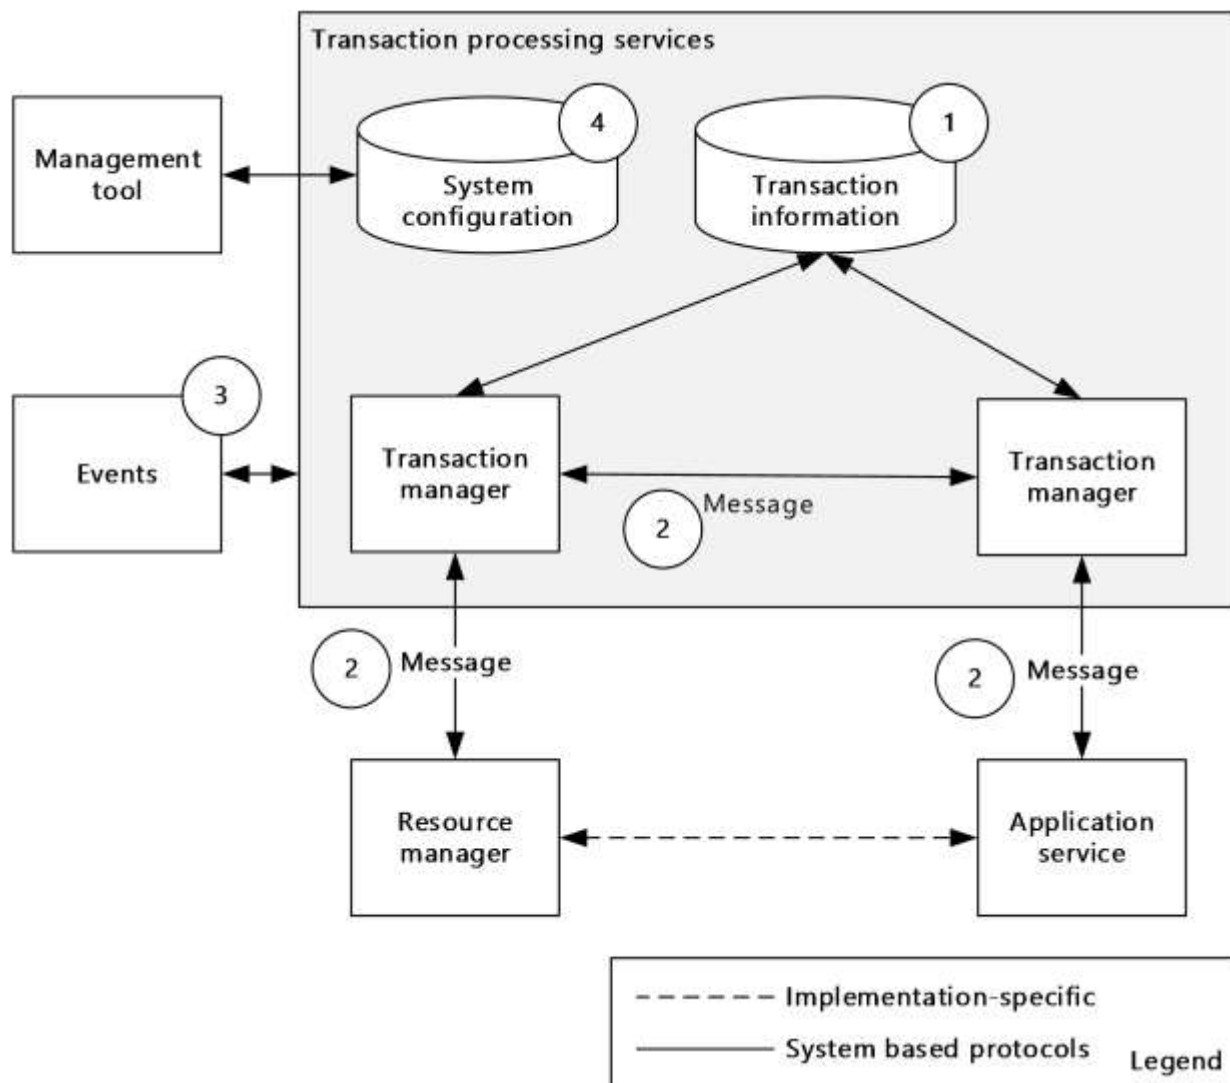 Transaction processing services
4
1
Management
tool
System
configuration
Transaction
information
3
Events
Transaction
manager
Transaction
manager
2
Message
2
Message
2
Message
Resource
manager
Application
service
Implementation-specific
System based protocols
Legend